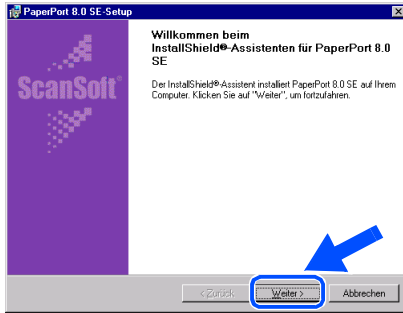 PaperPort 8.0 SE-Setup
ScanSoft®
Willkommen beim
InstallShield®-Assistenten für PaperPort 8.0
SE
Der InstallShield®-Assistent installiert PaperPort 8.0 SE auf Ihrem
Computer. Klicken Sie auf "Weiter", um fortzufahren.
< Zurück
Weiter >
Abbrechen